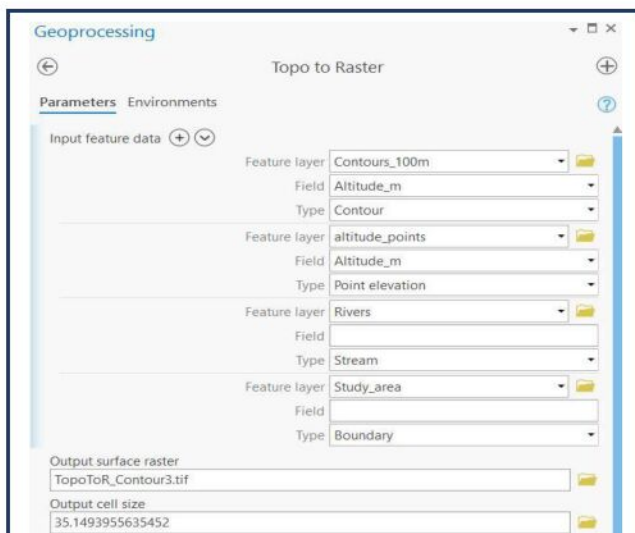 Geoprocessing
Topo to Raster
Parameters Environments
Input feature data
Feature layer Contours_100m
Field Altitude_m
Type Contour
Feature layer altitude_points
Field Altitude_m
Type Point elevation
Feature layer Rivers
Field
Type Stream
Feature layer Study_area
Field
Type Boundary
Output surface raster
TopoToR_Contour3.tif
Output cell size
35.1493955635452